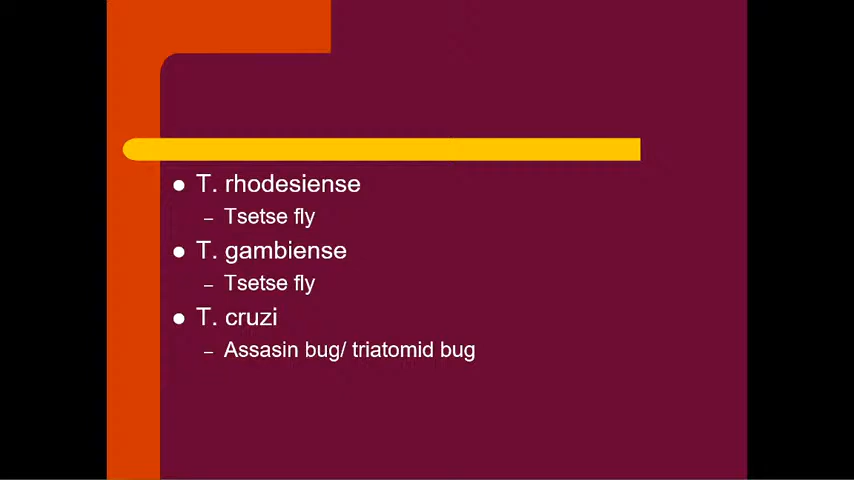 ● T. rhodesiense
– Tsetse fly
● T. gambiense
– Tsetse fly
● T. cruzi
– Assasin bug/ triatomid bug